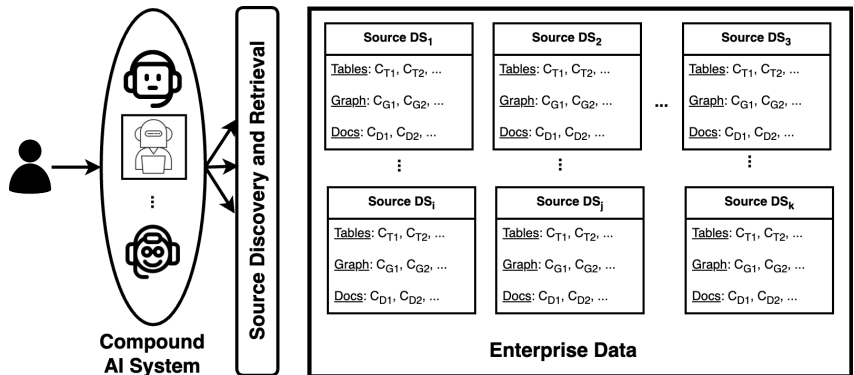 Compound
AI System
Source Discovery and Retrieval
Source DS1
Tables: CT1, CT2, ...
Graph: CG1, CG2, ...
Docs: CD1, CD2, ...
Source DS2
Tables: CT1, CT2, ...
Graph: CG1, CG2, ...
Docs: CD1, CD2, ...
...
Source DS3
Tables: CT1, CT2, ...
Graph: CG1, CG2, ...
Docs: CD1, CD2, ...
Source DSi
Tables: CT1, CT2, ...
Graph: CG1, CG2, ...
Docs: CD1, CD2, ...
Source DSj
Tables: CT1, CT2, ...
Graph: CG1, CG2, ...
Docs: CD1, CD2, ...
Source DSk
Tables: CT1, CT2, ...
Graph: CG1, CG2, ...
Docs: CD1, CD2, ...
Enterprise Data